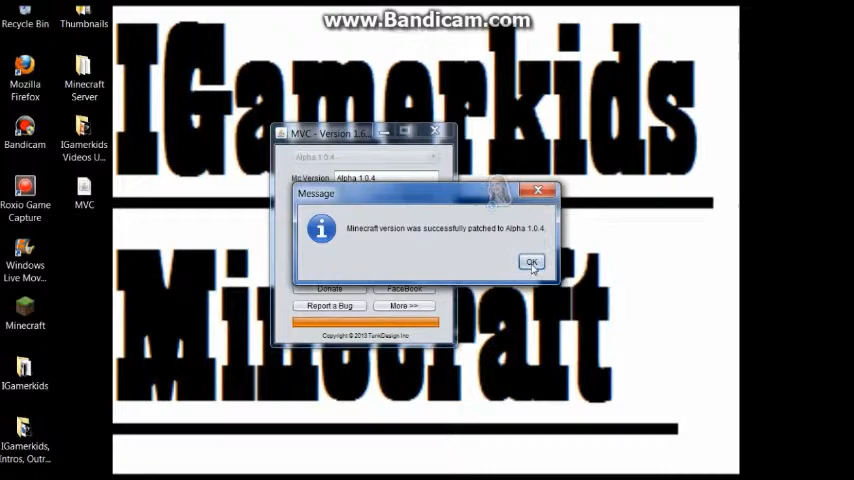 www.Bandicam.com
Recycle Bin
Thumbnails
Mozilla
Firefox
Minecraft
Server
Bandicam
IGamerkids
Videos U...
Roxio Game
Capture
MVC
Windows
Live Mov...
Minecraft
IGamerkids
IGamerkids,
Intros, Outr...
IGamerkids
Minecraft
MVC - Version 1.6...
Alpha 1.0.4
Mc Version
Alpha 1.0.4
Message
Minecraft version was successfully patched to Alpha 1.0.4.
OK
Donate
FaceBook
Report a Bug
More >>
Copyright © 2013 TunkDesign Inc